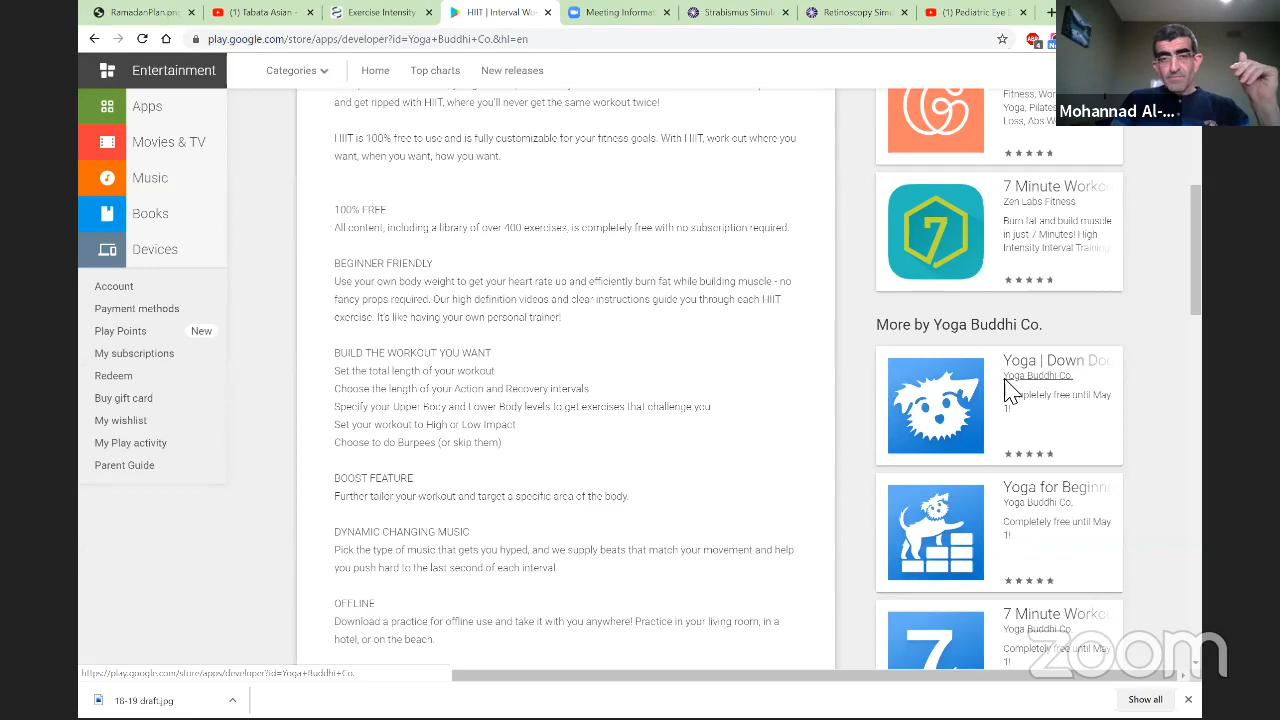 RamadanPlan.png
(1) Tabata Asian -
Exercise Intensity
HIIT | Interval Wo
Meeting Informat
Strabismus Simula
Retinoscopy Sim
(1) Pediatric Eye E
play.google.com/store/apps/developer?id=Yoga+Buddhi+Co.&hl=en
Entertainment
Categories
Home
Top charts
New releases
Mohannad Al-...
Apps
Movies & TV
Music
Books
Devices
Account
Payment methods
Play Points
New
My subscriptions
Redeem
Buy gift card
My wishlist
My Play activity
Parent Guide
and get ripped with HIIT, where you'll never get the same workout twice!
HIIT is 100% free to use and is fully customizable for your fitness goals. With HIIT, work out where you
want, when you want, how you want.
100% FREE
All content, including a library of over 400 exercises, is completely free with no subscription required.
BEGINNER FRIENDLY
Use your own body weight to get your heart rate up and efficiently burn fat while building muscle - no
fancy props required. Our high definition videos and clear instructions guide you through each HIIT
exercise. It's like having your own personal trainer!
BUILD THE WORKOUT YOU WANT
Set the total length of your workout
Choose the length of your Action and Recovery intervals
Specify your Upper Body and Lower Body levels to get exercises that challenge you
Set your workout to High or Low Impact
Choose to do Burpees (or skip them)
BOOST FEATURE
Further tailor your workout and target a specific area of the body.
DYNAMIC CHANGING MUSIC
Pick the type of music that gets you hyped, and we supply beats that match your movement and help
you push hard to the last second of each interval.
OFFLINE
Download a practice for offline use and take it with you anywhere! Practice in your living room, in a
hotel, or on the beach.
Fitness, Wor
Yoga, Pilates
Loss, Abs W
7 Minute Workou
Zen Labs Fitness
Burn fat and build muscle
in just 7 Minutes! High
Intensity Interval Training
7
More by Yoga Buddhi Co.
Yoga | Down Dog
Yoga Buddhi Co.
Completely free until May
1!
Yoga for Beginne
Yoga Buddhi Co.
Completely free until May
1!
7 Minute Workou
Yoga Buddhi Co.
Completely free until May
1!
7
zoom
https://play.google.com/store/apps/developer?id=Yoga+Buddhi+Co.
18-19 draft.jpg
Show all